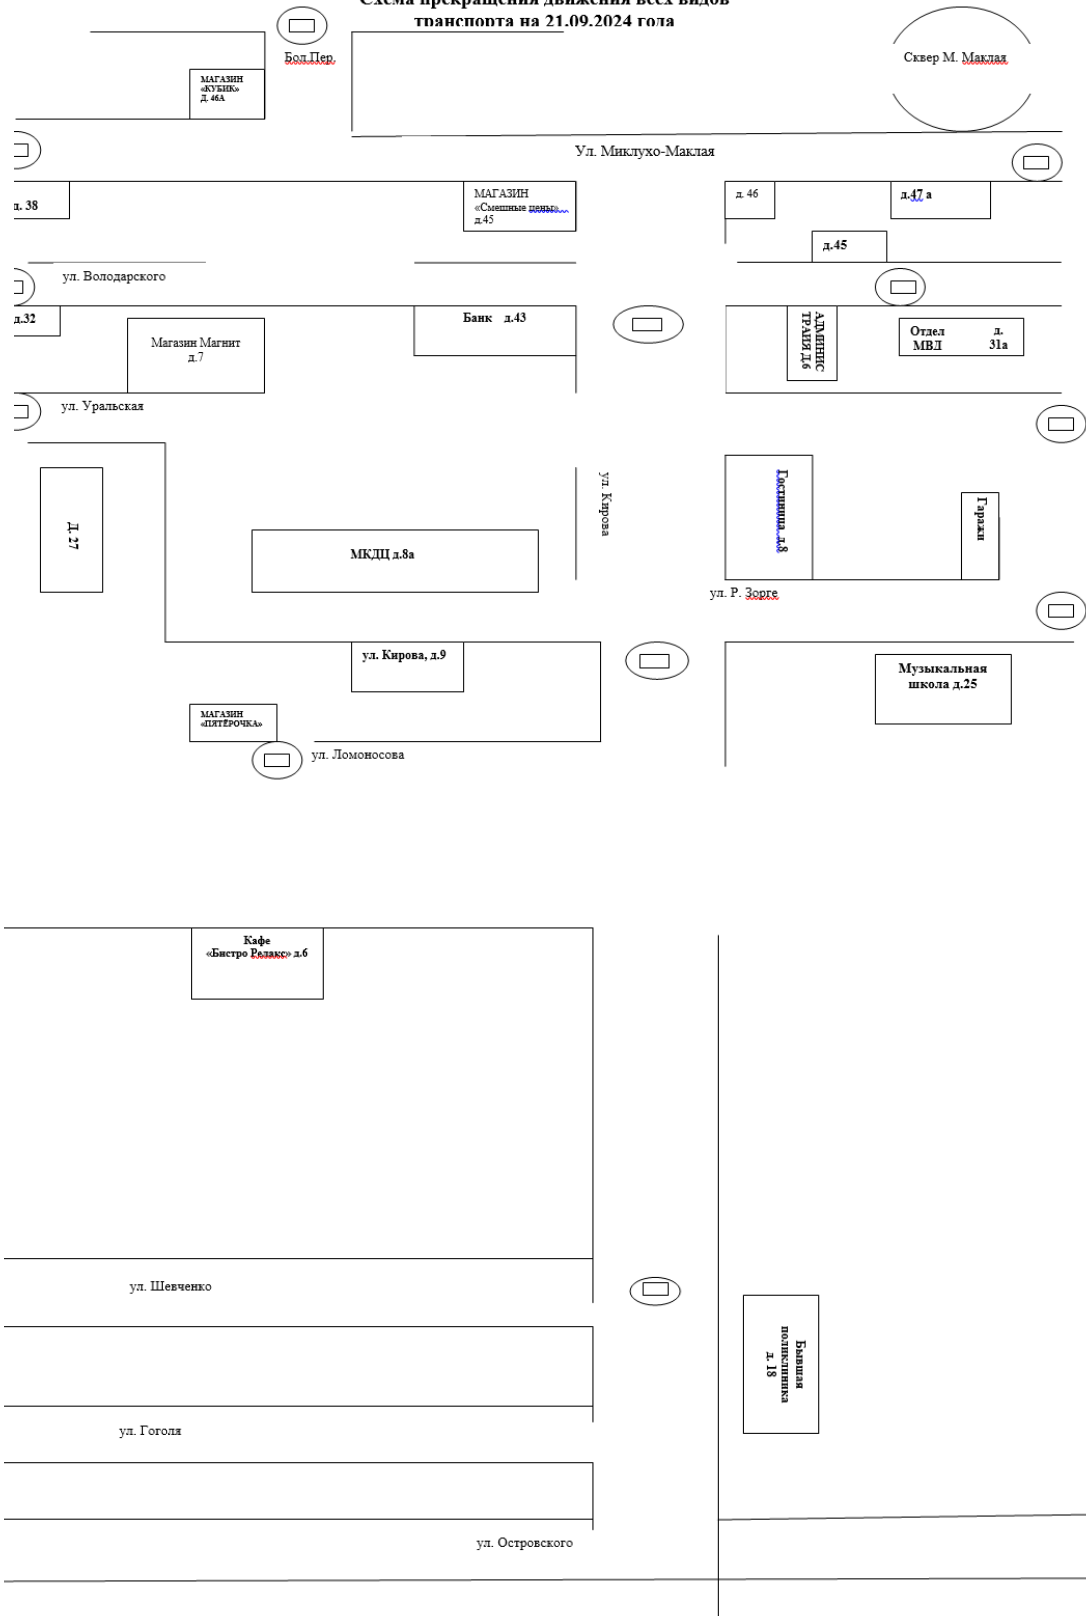 Схема прекращения движения всех видов
транспорта на 21.09.2024 года
Бол.Пер.
Сквер М. Маклая
МАГАЗИН
«КУБИК»
Д. 46А
Ул. Миклухо-Маклая
д. 38
МАГАЗИН
«Смешные цены»
д.45
д. 46
д.47 а
д.45
ул. Володарского
д.32
Магазин Магнит
д.7
Банк д.43
АДМИНИС
ТРАИЯ Д.6
Отдел д.
МВД 31а
ул. Уральская
Д. 27
МКДЦ д.8а
ул. Кирова
Гостиница д.8
Гаражи
ул. Р. Зорге
ул. Кирова, д.9
Музыкальная
школа д.25
МАГАЗИН
«ПЯТЁРОЧКА»
ул. Ломоносова
Кафе
«Бистро Релакс» д.6
ул. Шевченко
Бывшая
поликлиника
д. 18
ул. Гоголя
ул. Островского